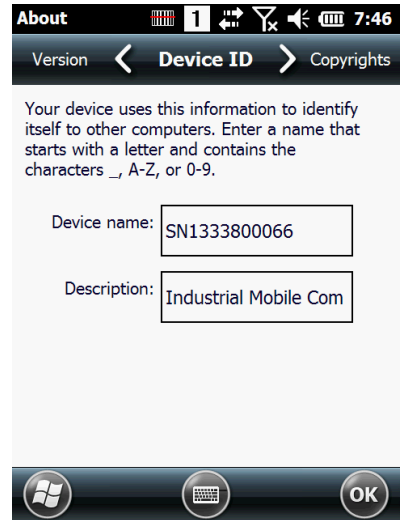 About 1 7:46
Version Device ID Copyrights
Your device uses this information to identify
itself to other computers. Enter a name that
starts with a letter and contains the
characters _, A-Z, or 0-9.
Device name: SN1333800066
Description: Industrial Mobile Com
OK